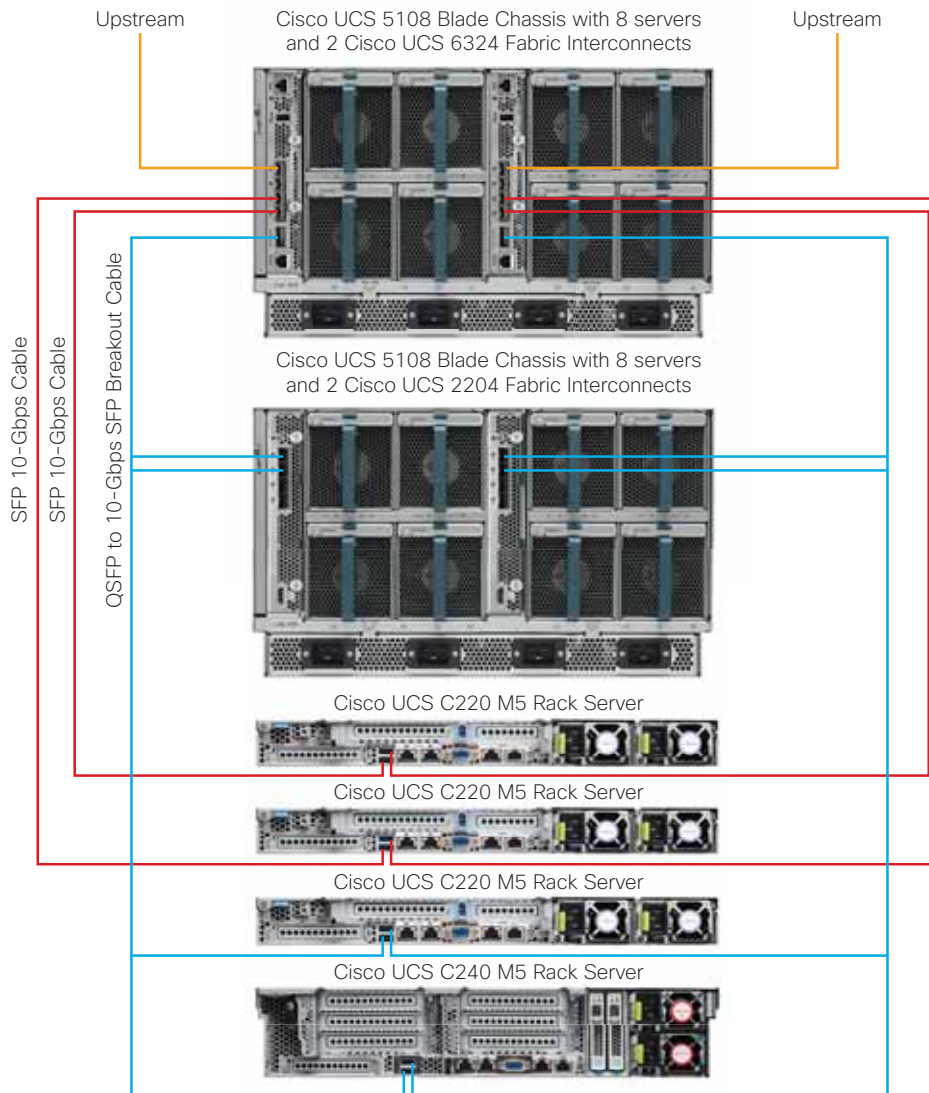 Upstream
Cisco UCS 5108 Blade Chassis with 8 servers
and 2 Cisco UCS 6324 Fabric Interconnects
Upstream
SFP 10-Gbps Cable
SFP 10-Gbps Cable
QSFP to 10-Gbps SFP Breakout Cable
Cisco UCS 5108 Blade Chassis with 8 servers
and 2 Cisco UCS 2204 Fabric Interconnects
Cisco UCS C220 M5 Rack Server
Cisco UCS C220 M5 Rack Server
Cisco UCS C220 M5 Rack Server
Cisco UCS C240 M5 Rack Server